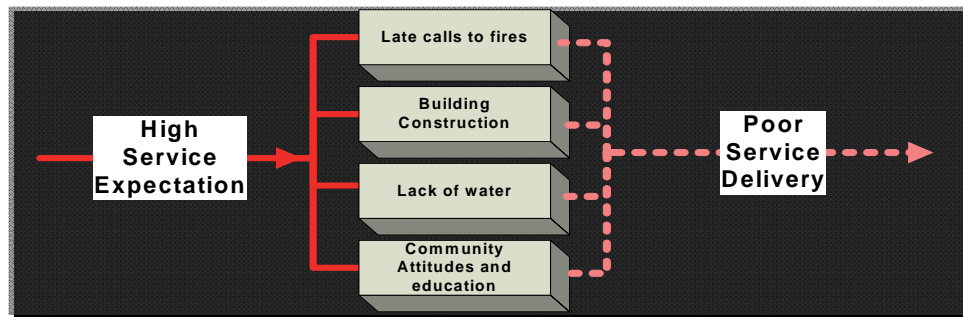 High
Service
Expectation
Late calls to fires
Building
Construction
Lack of water
Community
Attitudes and
education
Poor
Service
Delivery